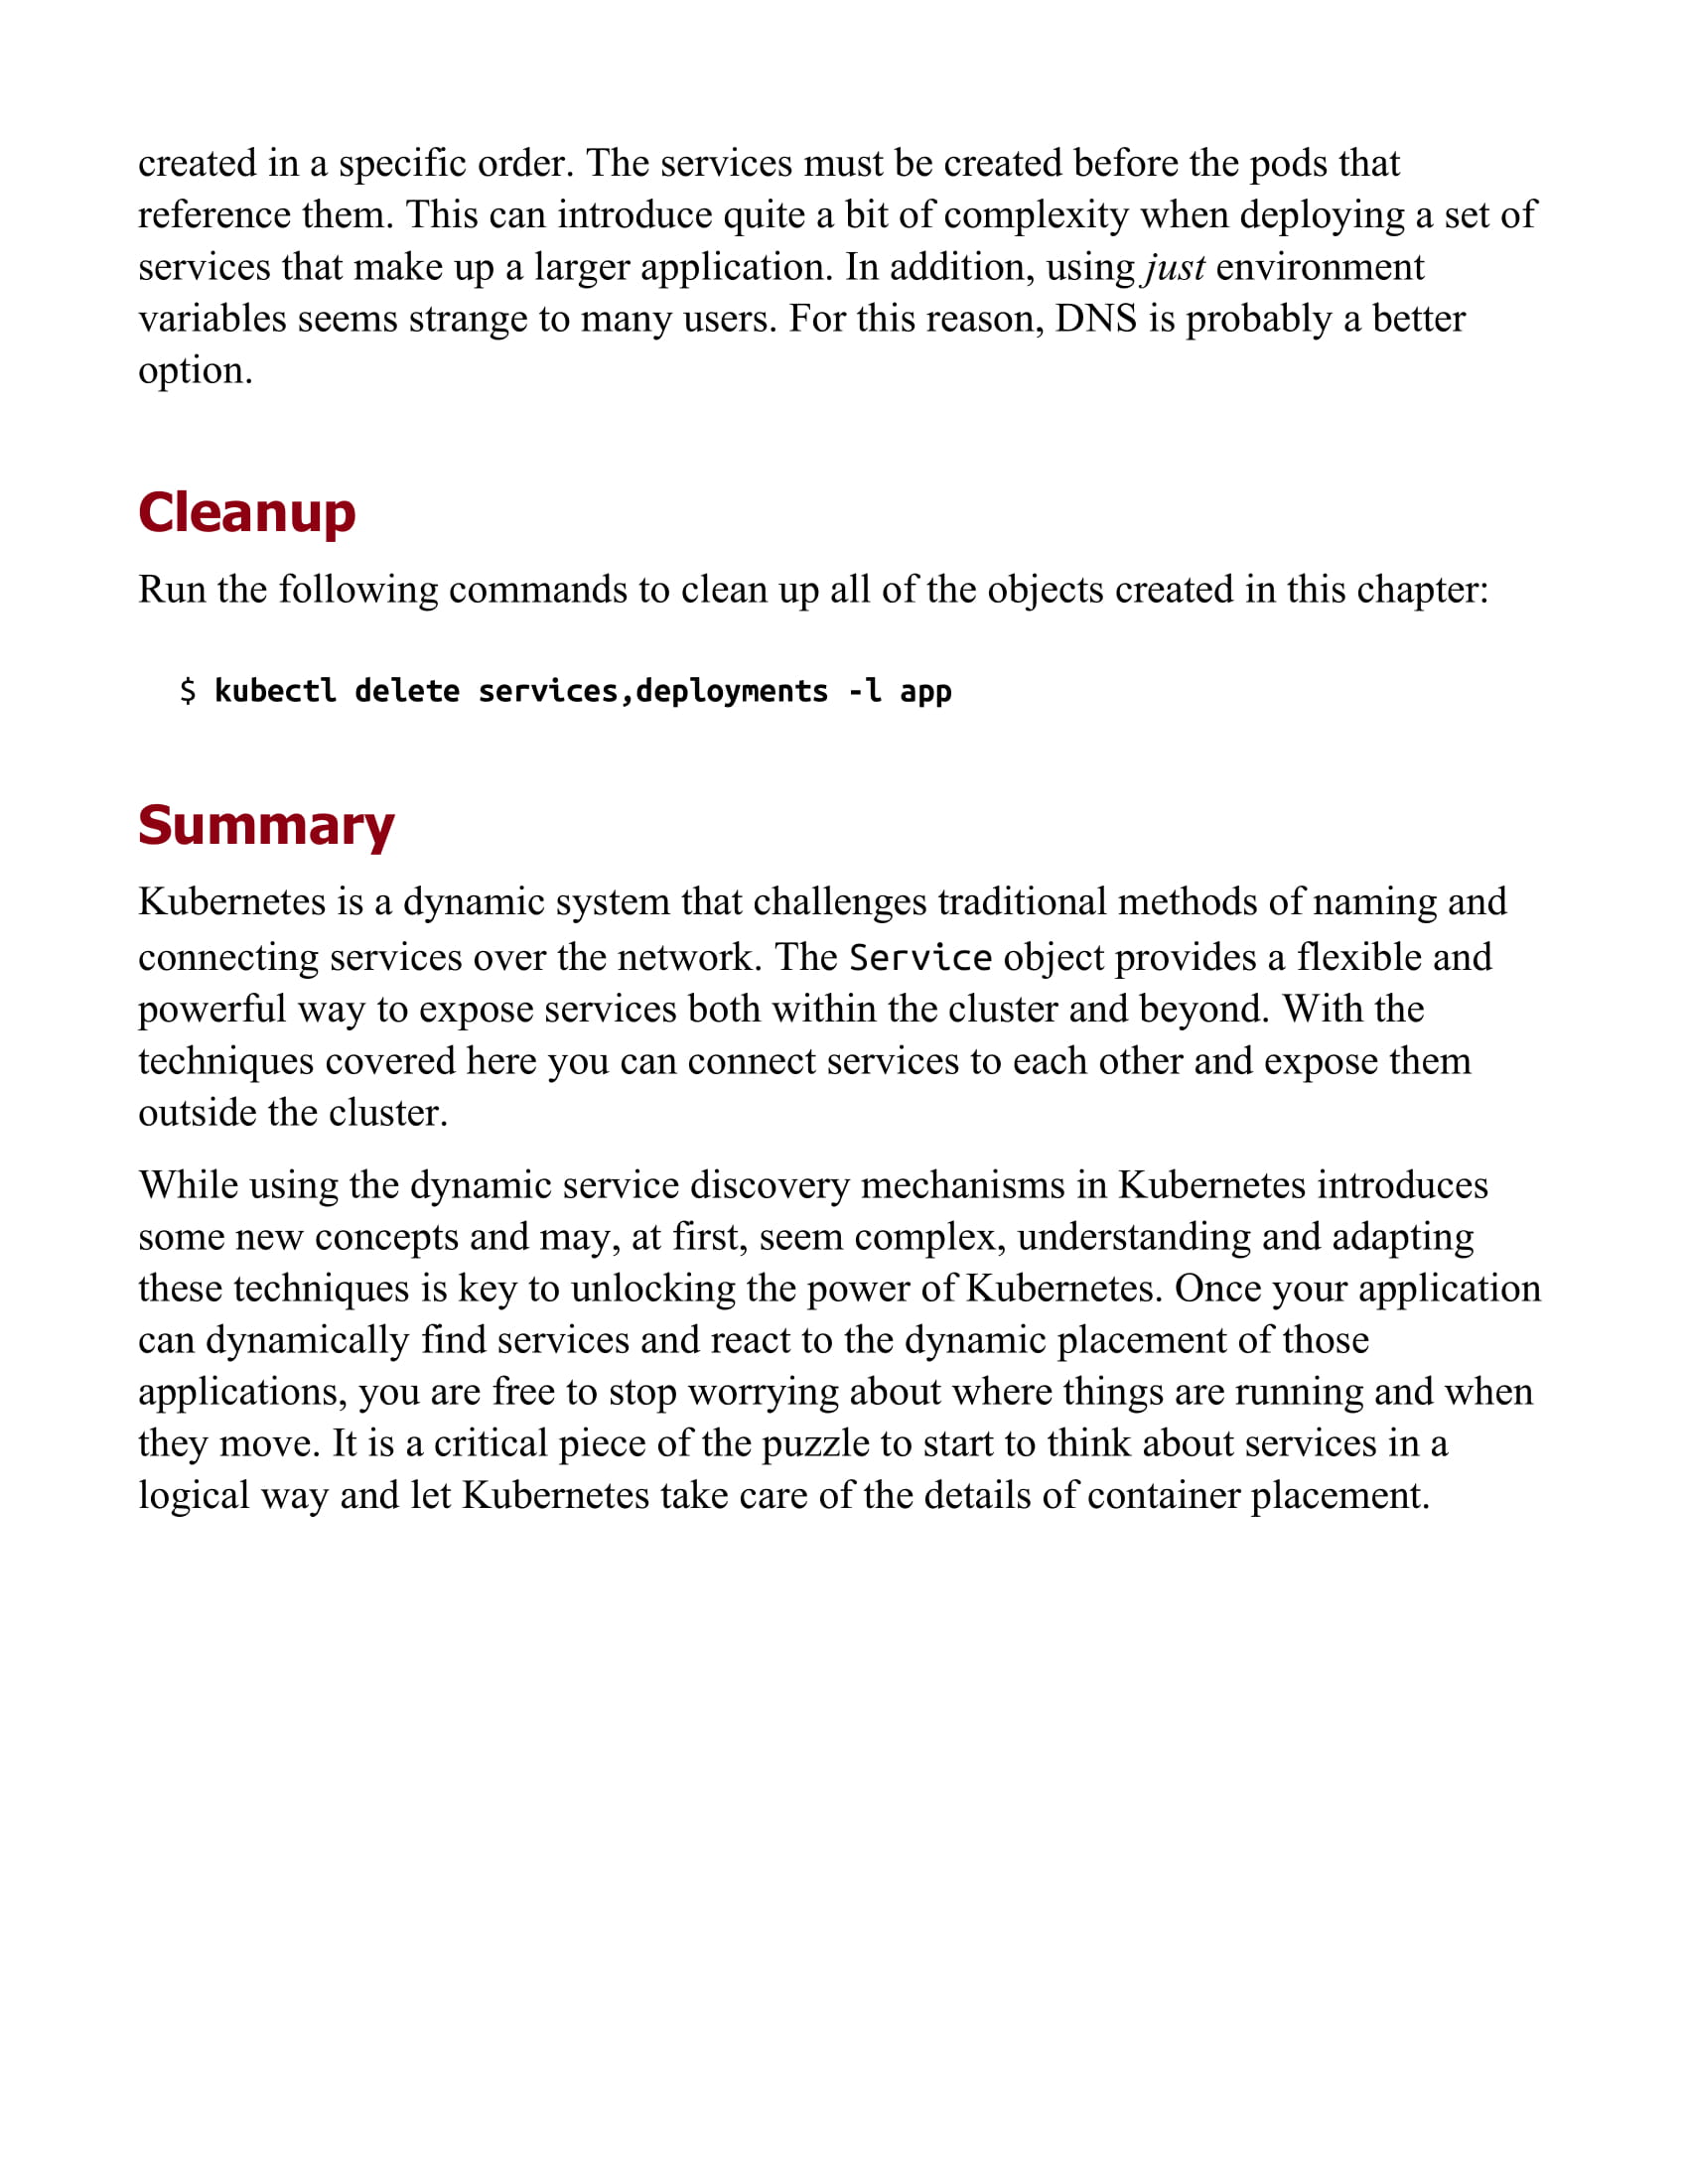 created in a specific order. The services must be created before the pods that
reference them. This can introduce quite a bit of complexity when deploying a set of
services that make up a larger application. In addition, using just environment
variables seems strange to many users. For this reason, DNS is probably a better
option.
Cleanup
Run the following commands to clean up all of the objects created in this chapter:
$ kubectl delete services,deployments -l app
Summary
Kubernetes is a dynamic system that challenges traditional methods of naming and
connecting services over the network. The Service object provides a flexible and
powerful way to expose services both within the cluster and beyond. With the
techniques covered here you can connect services to each other and expose them
outside the cluster.
While using the dynamic service discovery mechanisms in Kubernetes introduces
some new concepts and may, at first, seem complex, understanding and adapting
these techniques is key to unlocking the power of Kubernetes. Once your application
can dynamically find services and react to the dynamic placement of those
applications, you are free to stop worrying about where things are running and when
they move. It is a critical piece of the puzzle to start to think about services in a
logical way and let Kubernetes take care of the details of container placement.